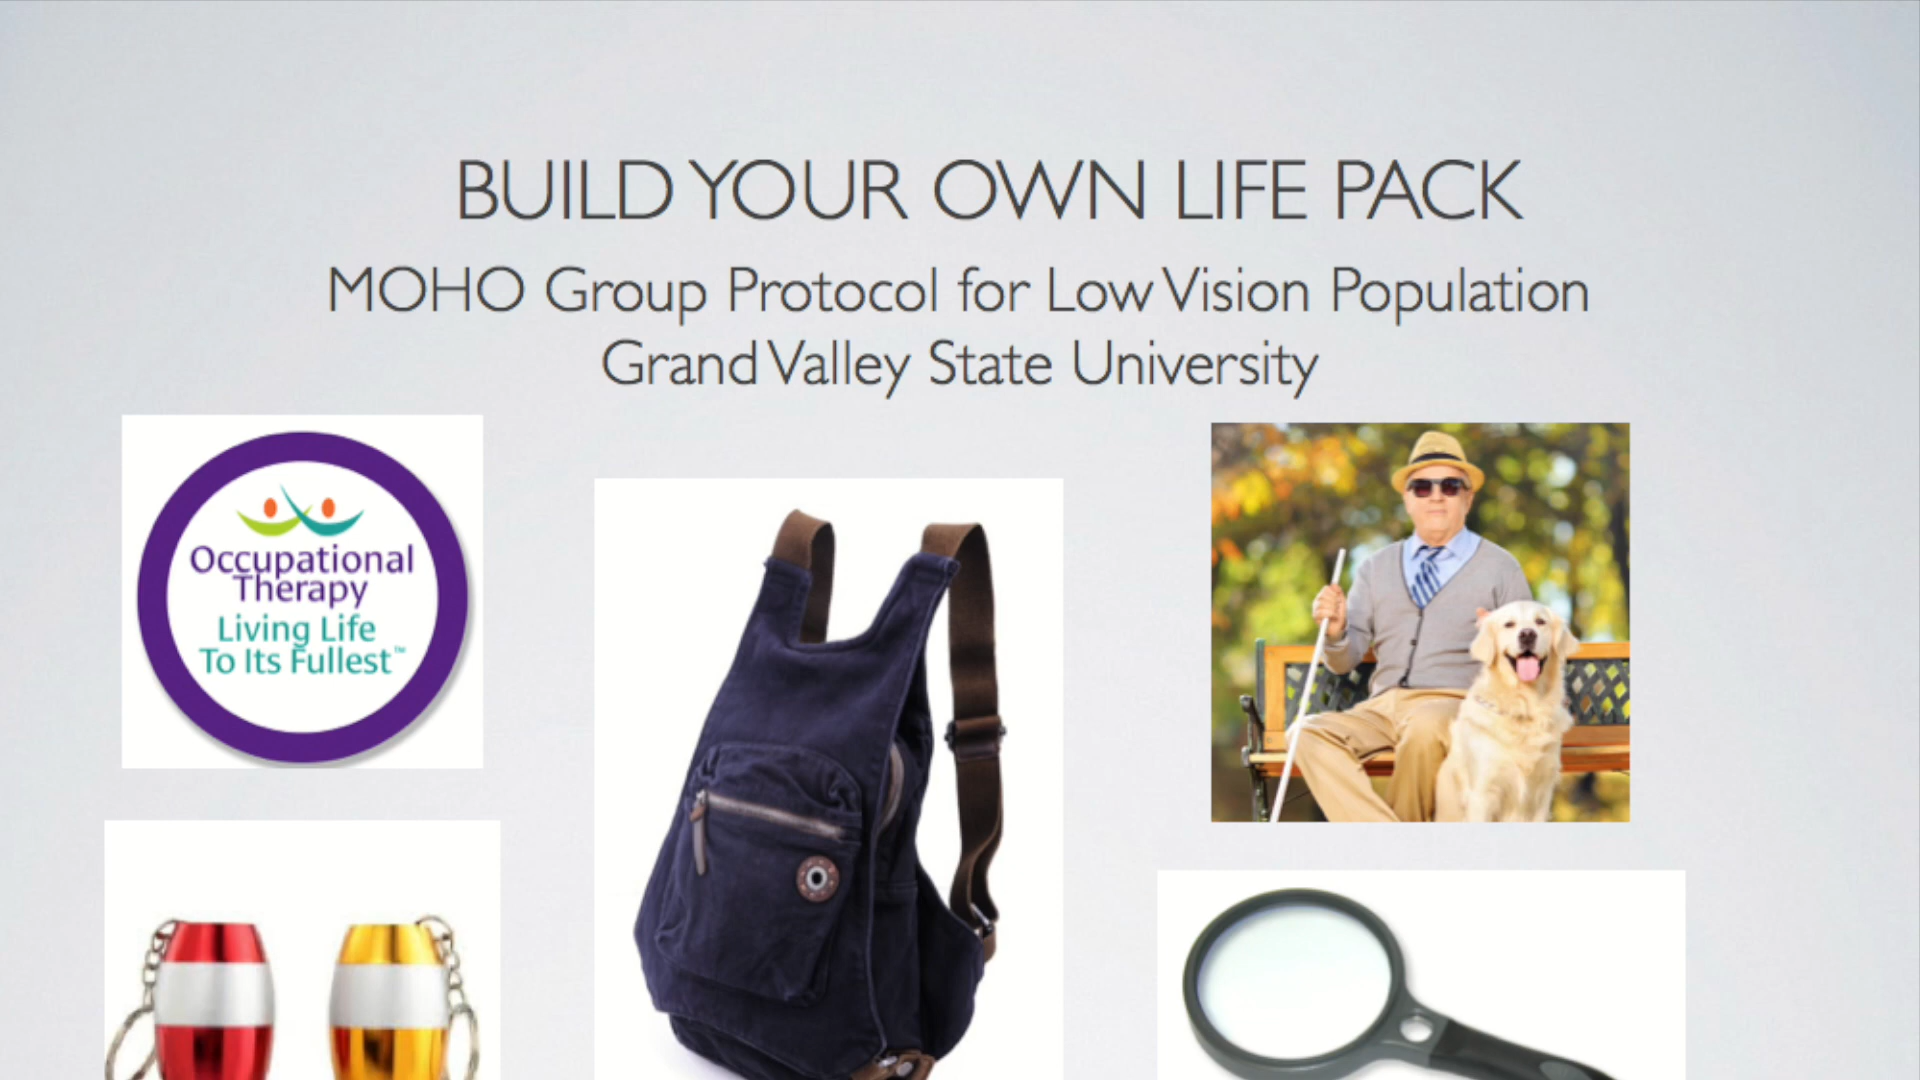 BUILD YOUR OWN LIFE PACK
MOHO Group Protocol for Low Vision Population
Grand Valley State University
Occupational
Therapy
Living Life
To Its Fullest™